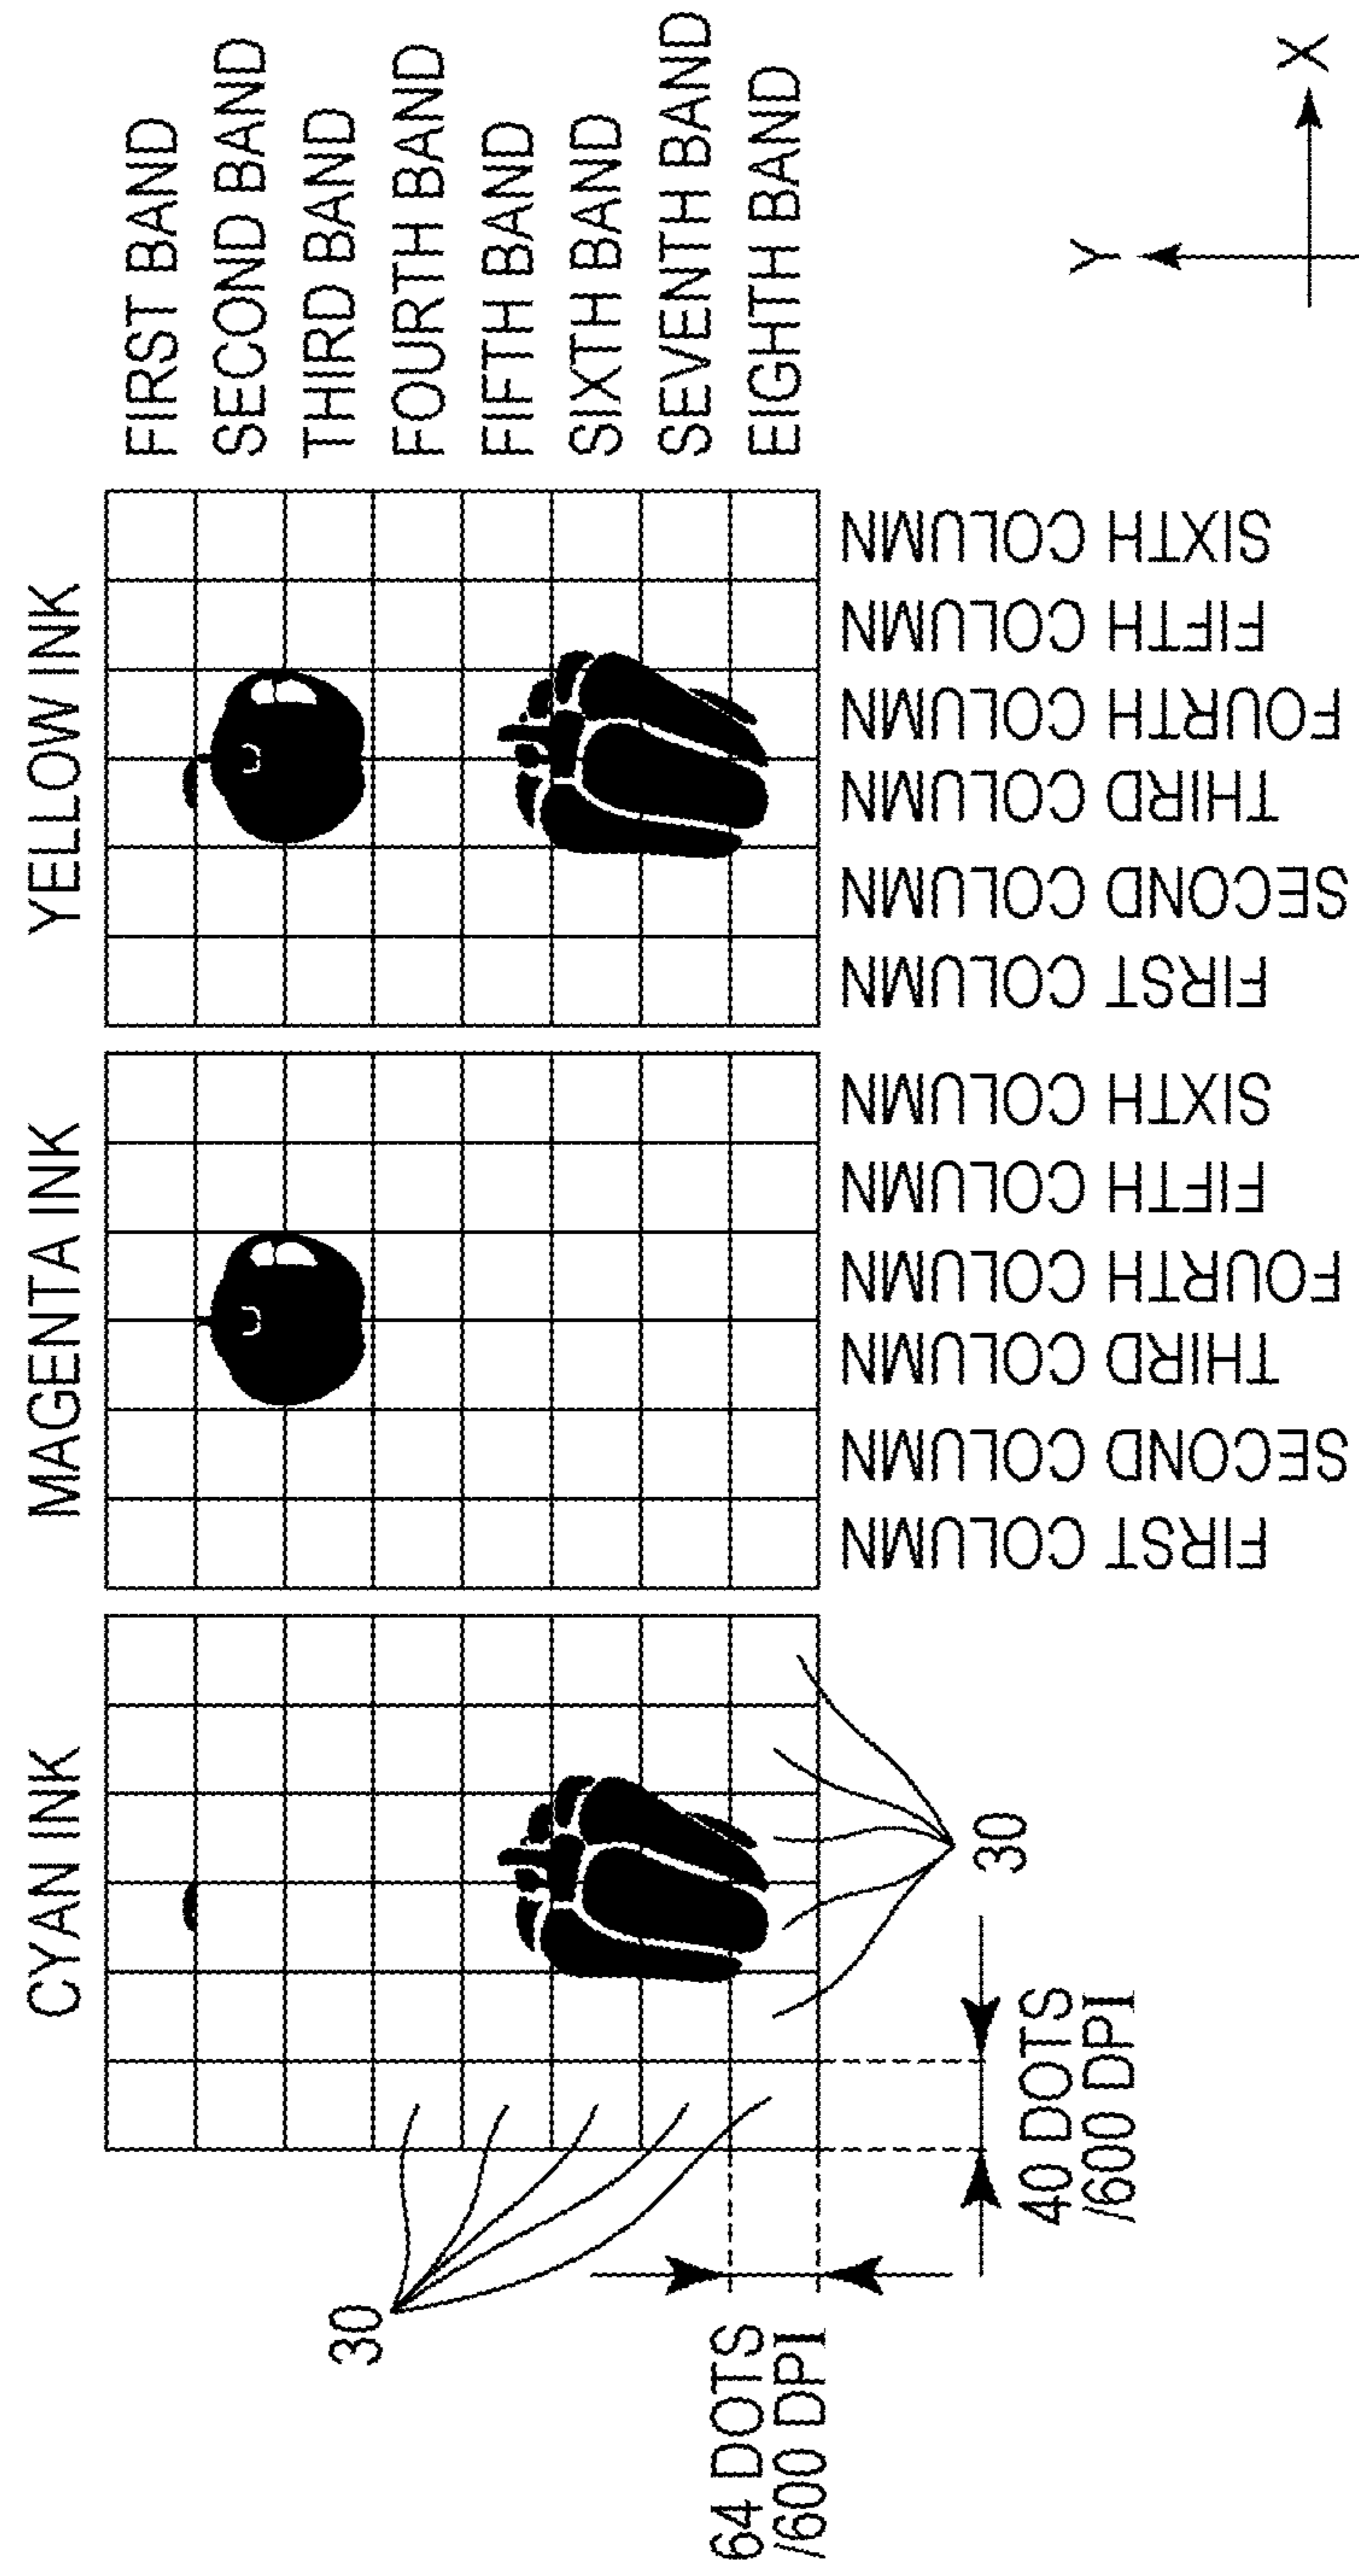 CYAN INK
MAGENTA INK
YELLOW INK
FIRST BAND
SECOND BAND
THIRD BAND
FOURTH BAND
FIFTH BAND
SIXTH BAND
SEVENTH BAND
EIGHTH BAND
30
64 DOTS
/600 DPI
40 DOTS
/600 DPI
30
FIRST COLUMN
SECOND COLUMN
THIRD COLUMN
FOURTH COLUMN
FIFTH COLUMN
SIXTH COLUMN
FIRST COLUMN
SECOND COLUMN
THIRD COLUMN
FOURTH COLUMN
FIFTH COLUMN
SIXTH COLUMN
Y
X